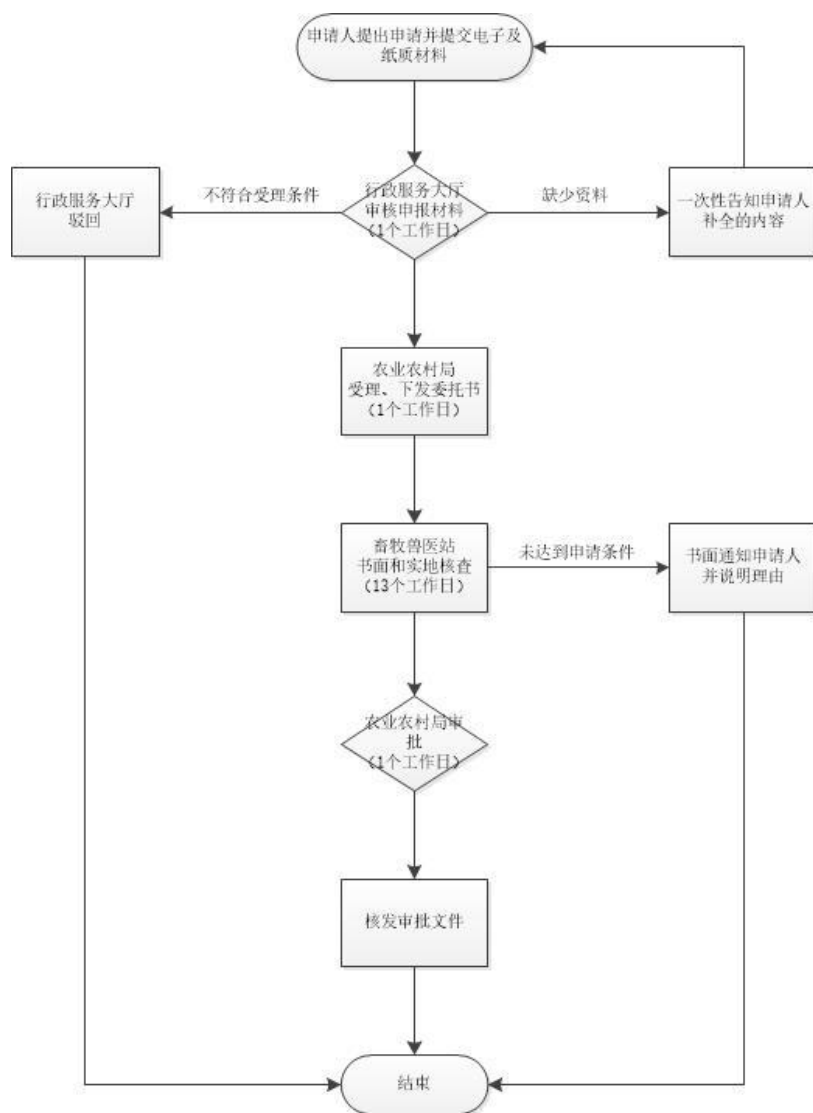 申请人提出申请并提交电子及
纸质材料
行政服务大厅
驳回
不符合受理条件
行政服务大厅
审核申报材料
(1个工作日)
缺少资料
一次性告知申请人
补全的内容
农业农村局
受理、下发委托书
(1个工作日)
畜牧兽医站
书面和实地核查
(13个工作日)
未达到申请条件
书面通知申请人
并说明理由
农业农村局审
批
(1个工作日)
核发审批文件
结束